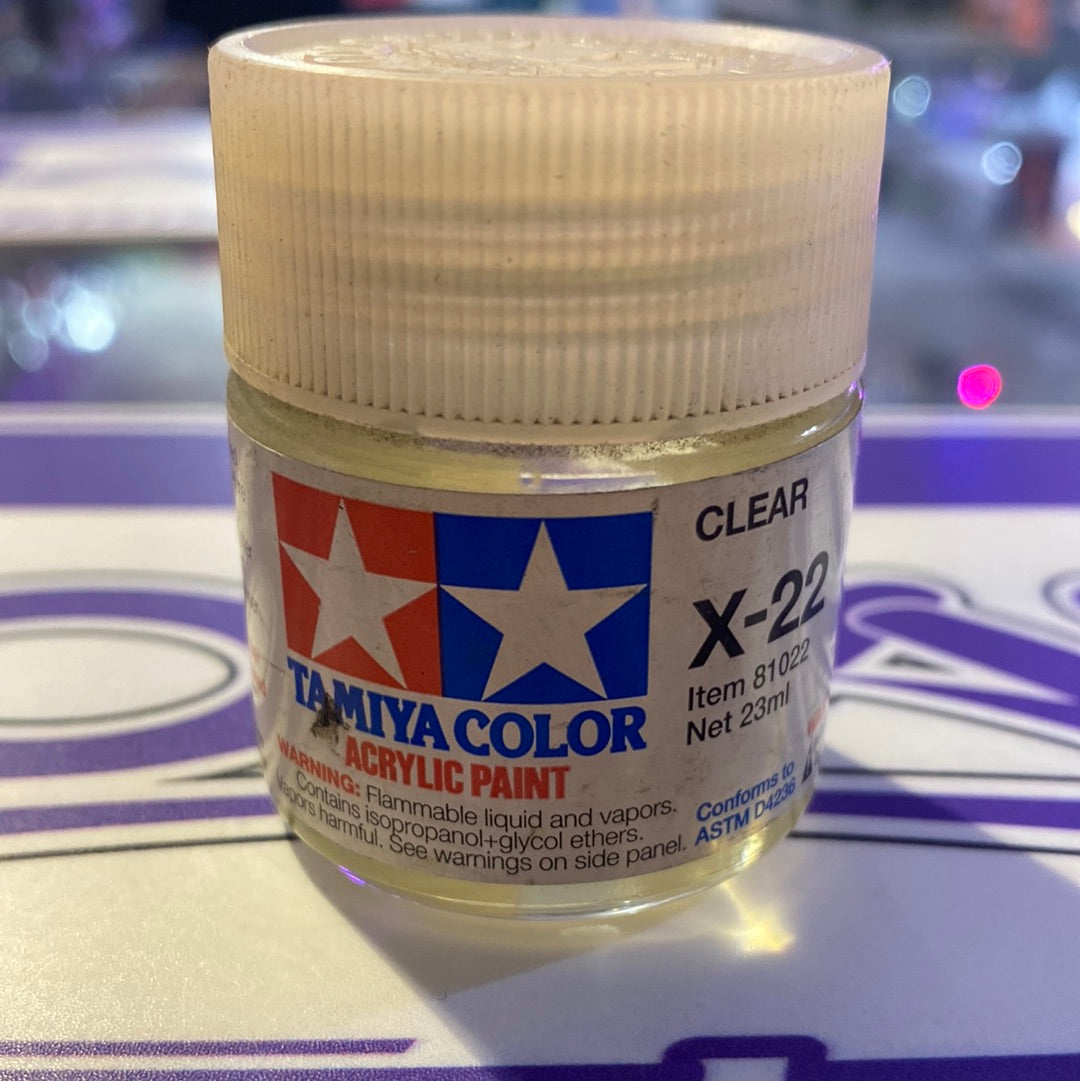 CLEAR
X-22
Item 81022
Net 23ml
TAMIYA COLOR
ACRYLIC PAINT
WARNING: Flammable liquid and vapors.
Contains isopropanol+glycol ethers.
Vapors harmful. See warnings on side panel.
Conforms to
ASTM D4236